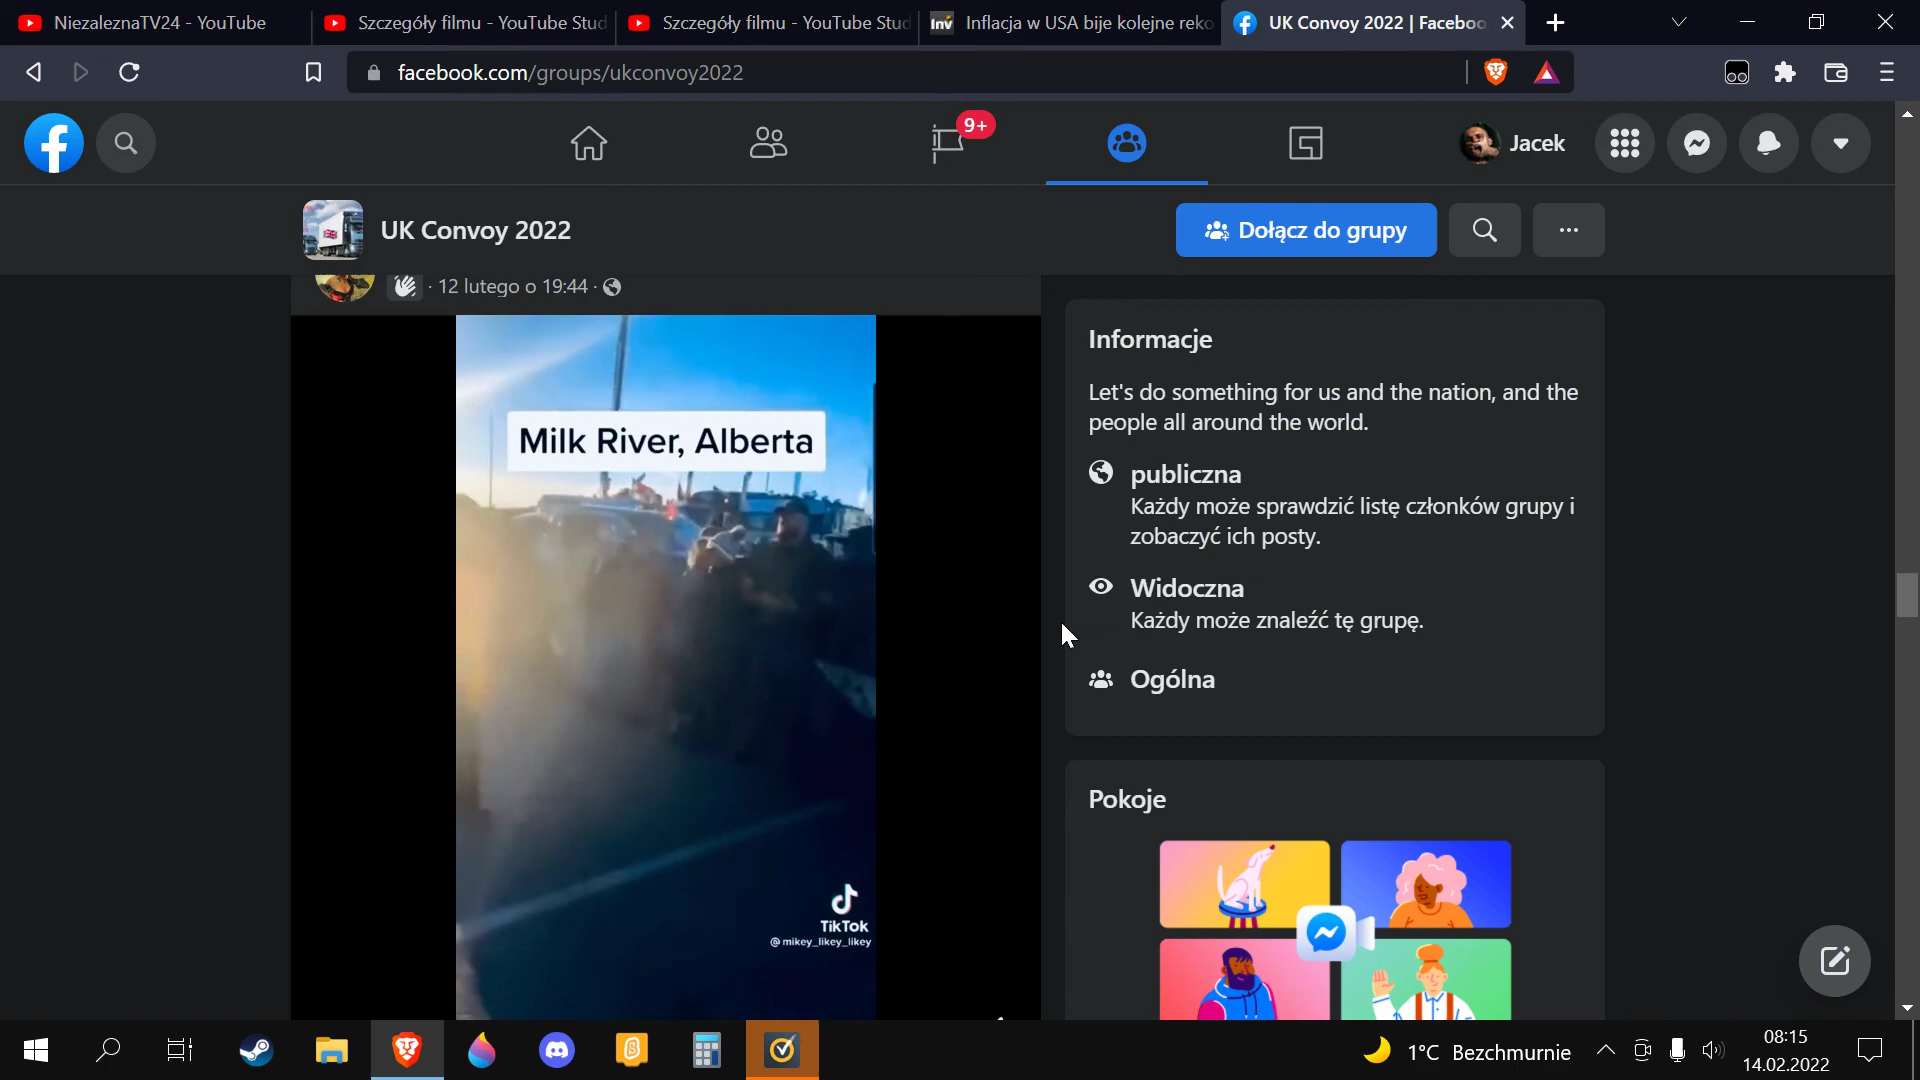 NiezaleznaTV24 - YouTube
Szczegóły filmu - YouTube Stud
Szczegóły filmu - YouTube Stud
Inv Inflacja w USA bije kolejne reko
UK Convoy 2022 | Faceboo
facebook.com/groups/ukconvoy2022
9+
Jacek
UK Convoy 2022
Dołącz do grupy
12 lutego o 19:44
Milk River, Alberta
TikTok
@mikey_likey_likey
Informacje
Let's do something for us and the nation, and the
people all around the world.
publiczna
Każdy może sprawdzić listę członków grupy i
zobaczyć ich posty.
Widoczna
Każdy może znaleźć tę grupę.
Ogólna
Pokoje
1°C Bezchmurnie
08:15
14.02.2022